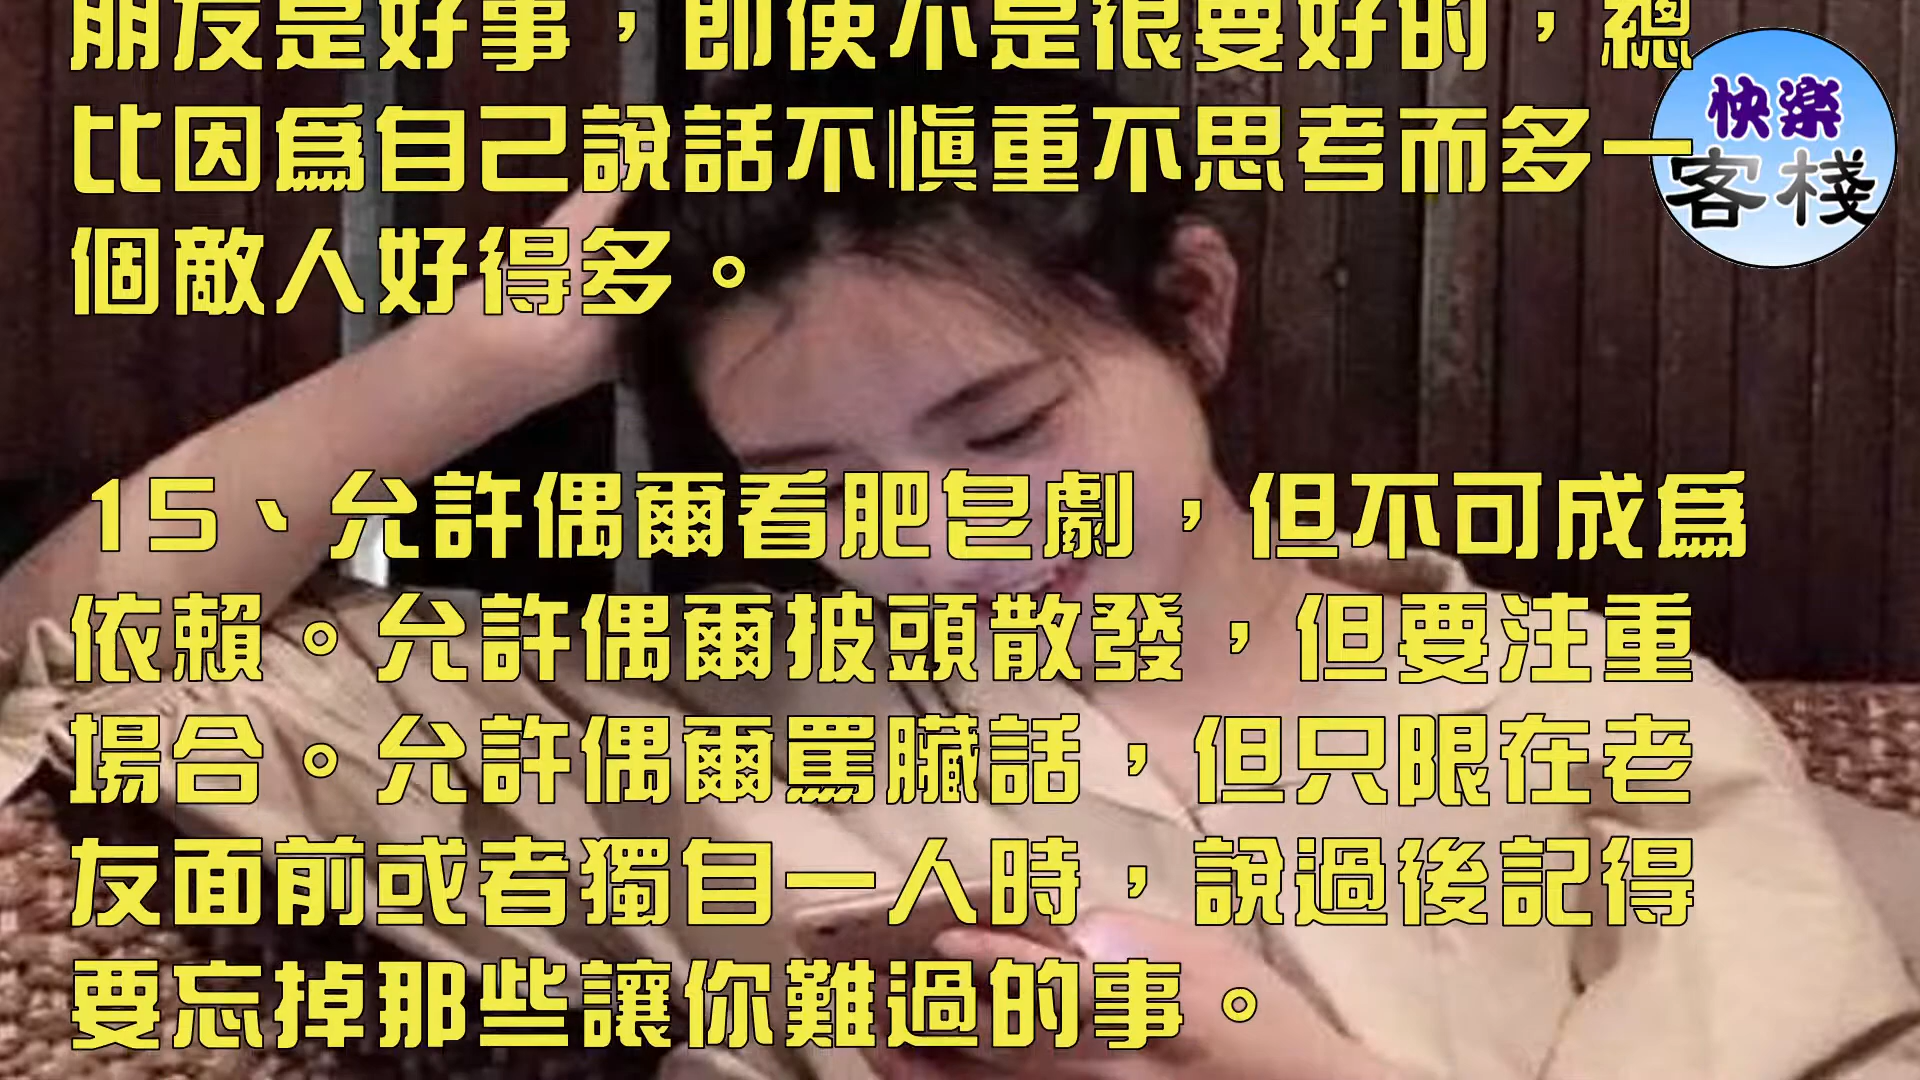 朋友是好事，即使不是很要好的，總
比因為自己說話不慎重不思考而多一
個敵人好得多。
快樂
客棧
15、允許偶爾看肥皂劇，但不可成為
依賴。允許偶爾披頭散發，但要注重
場合。允許偶爾罵臟話，但只限在老
友面前或者獨自一人時，說過後記得
要忘掉那些讓你難過的事。